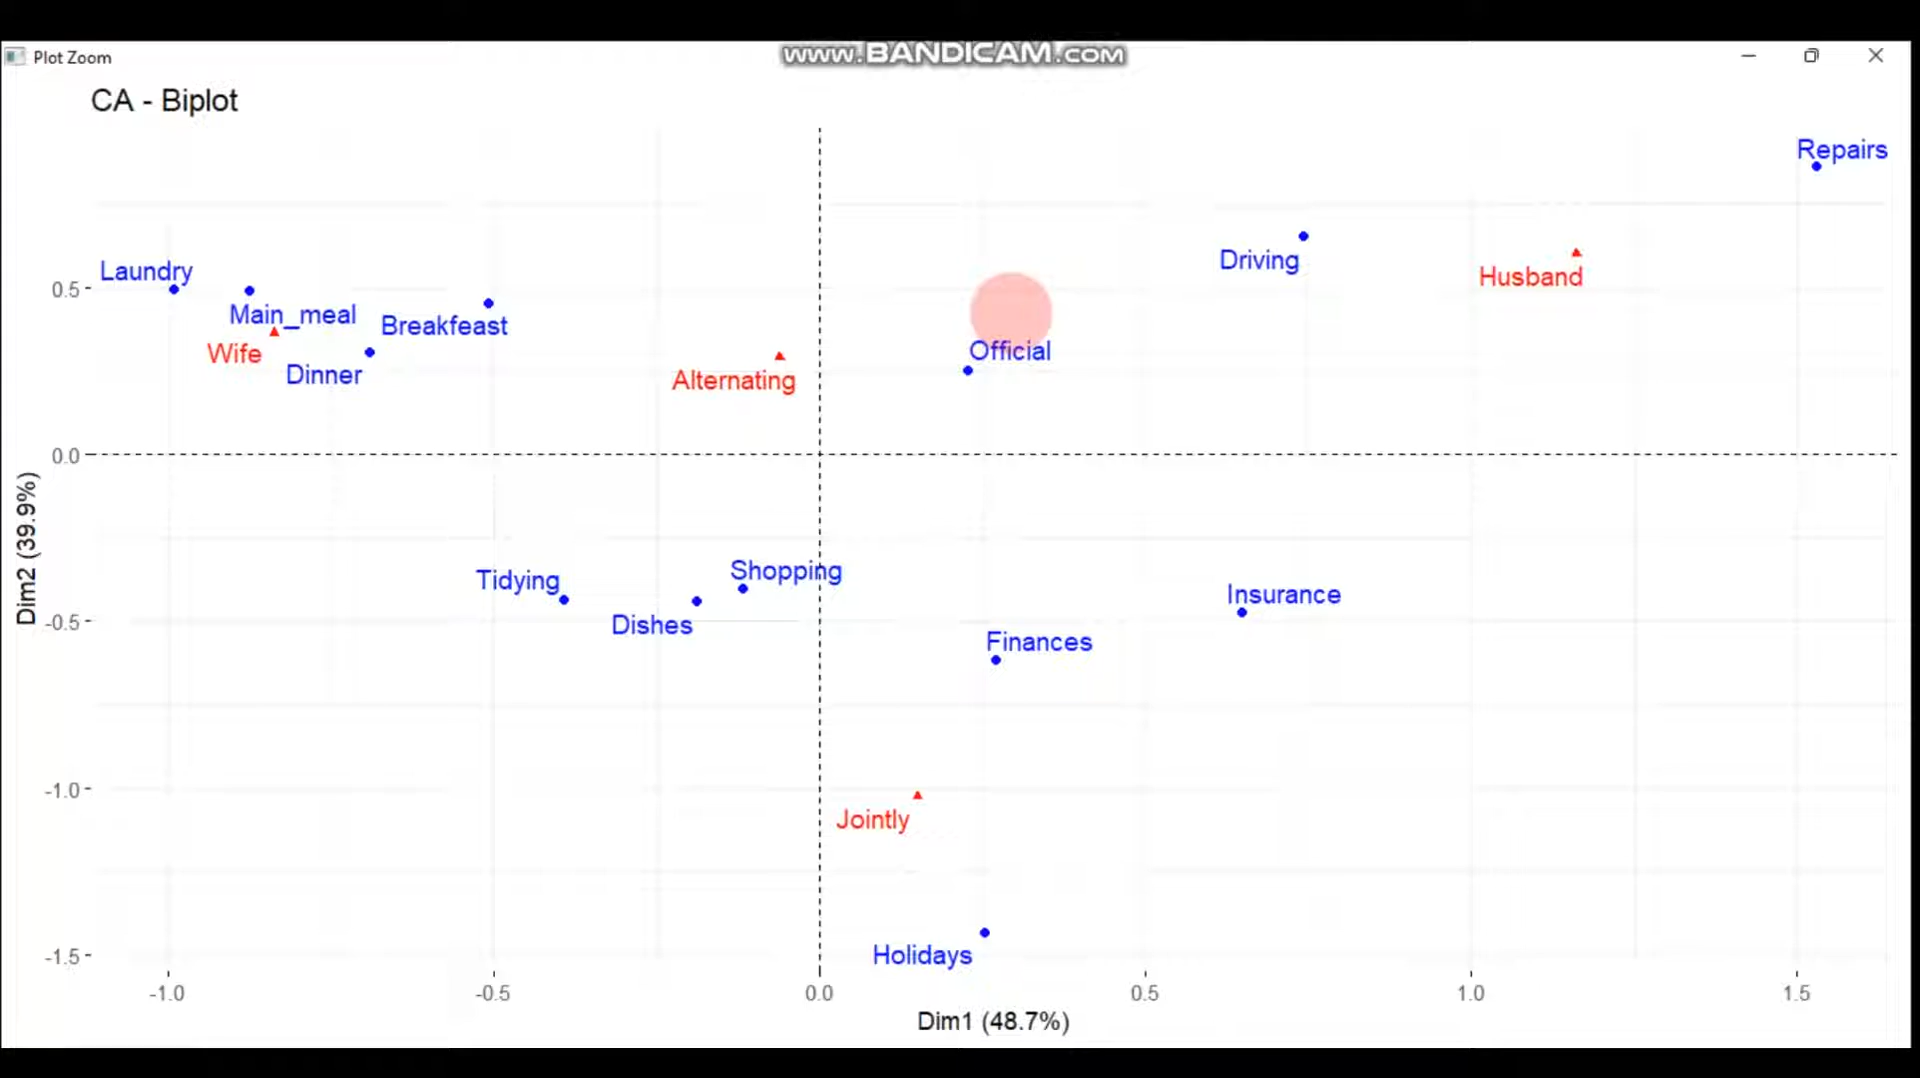 www.BANDICAM.com
Plot Zoom
CA - Biplot
Repairs
Driving
Husband
Laundry
Main_meal
Breakfeast
Wife
Dinner
Alternating
Official
Tidying
Shopping
Dishes
Insurance
Finances
Jointly
Holidays
0.5
0.0
-0.5
-1.0
-1.5
Dim2 (39.9%)
-1.0 -0.5 0.0 0.5 1.0 1.5
Dim1 (48.7%)